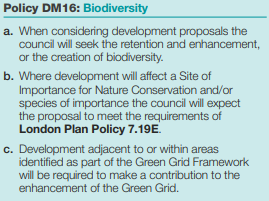 Policy DM16: Biodiversity
a. When considering development proposals the
council will seek the retention and enhancement,
or the creation of biodiversity.
b. Where development will affect a Site of
Importance for Nature Conservation and/or
species of importance the council will expect
the proposal to meet the requirements of
London Plan Policy 7.19E.
c. Development adjacent to or within areas
identified as part of the Green Grid Framework
will be required to make a contribution to the
enhancement of the Green Grid.